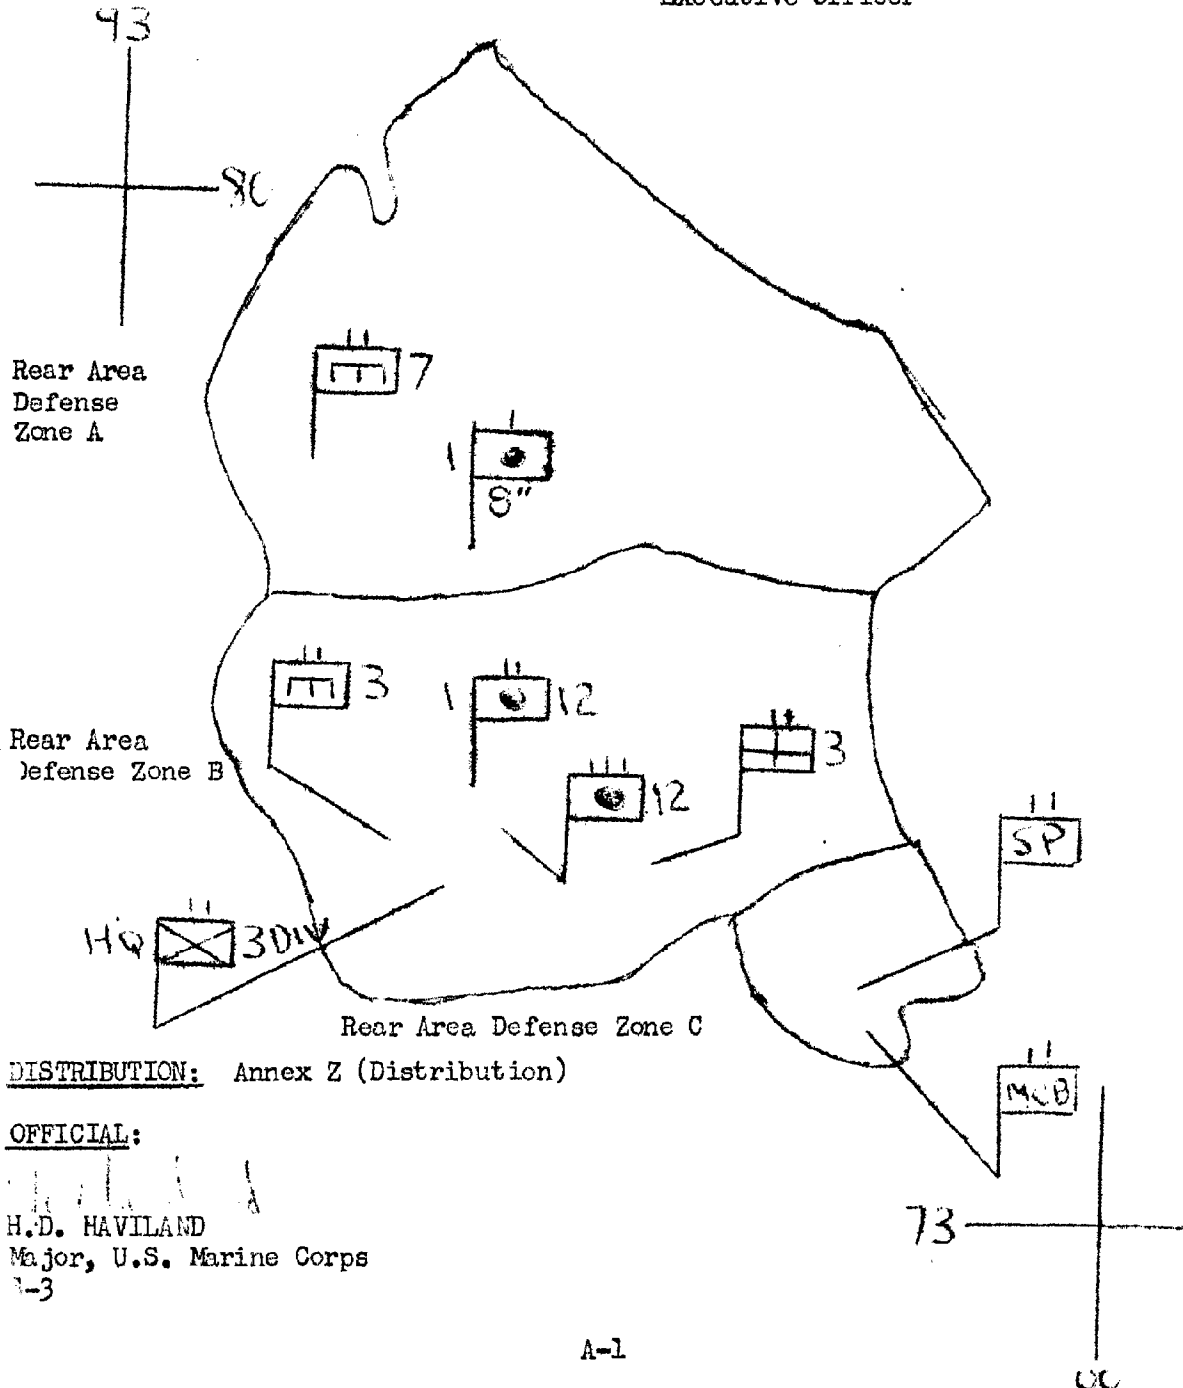 Executive Officer
93
80
7
1
8"
Rear Area
Defense
Zone A
3
1
12
3
12
Rear Area
Defense Zone B
SP
HQ
3DIV
Rear Area Defense Zone C
DISTRIBUTION: Annex Z (Distribution)
MCB
OFFICIAL:
H.D. HAVILAND
Major, U.S. Marine Corps
-3
73
A-1
00